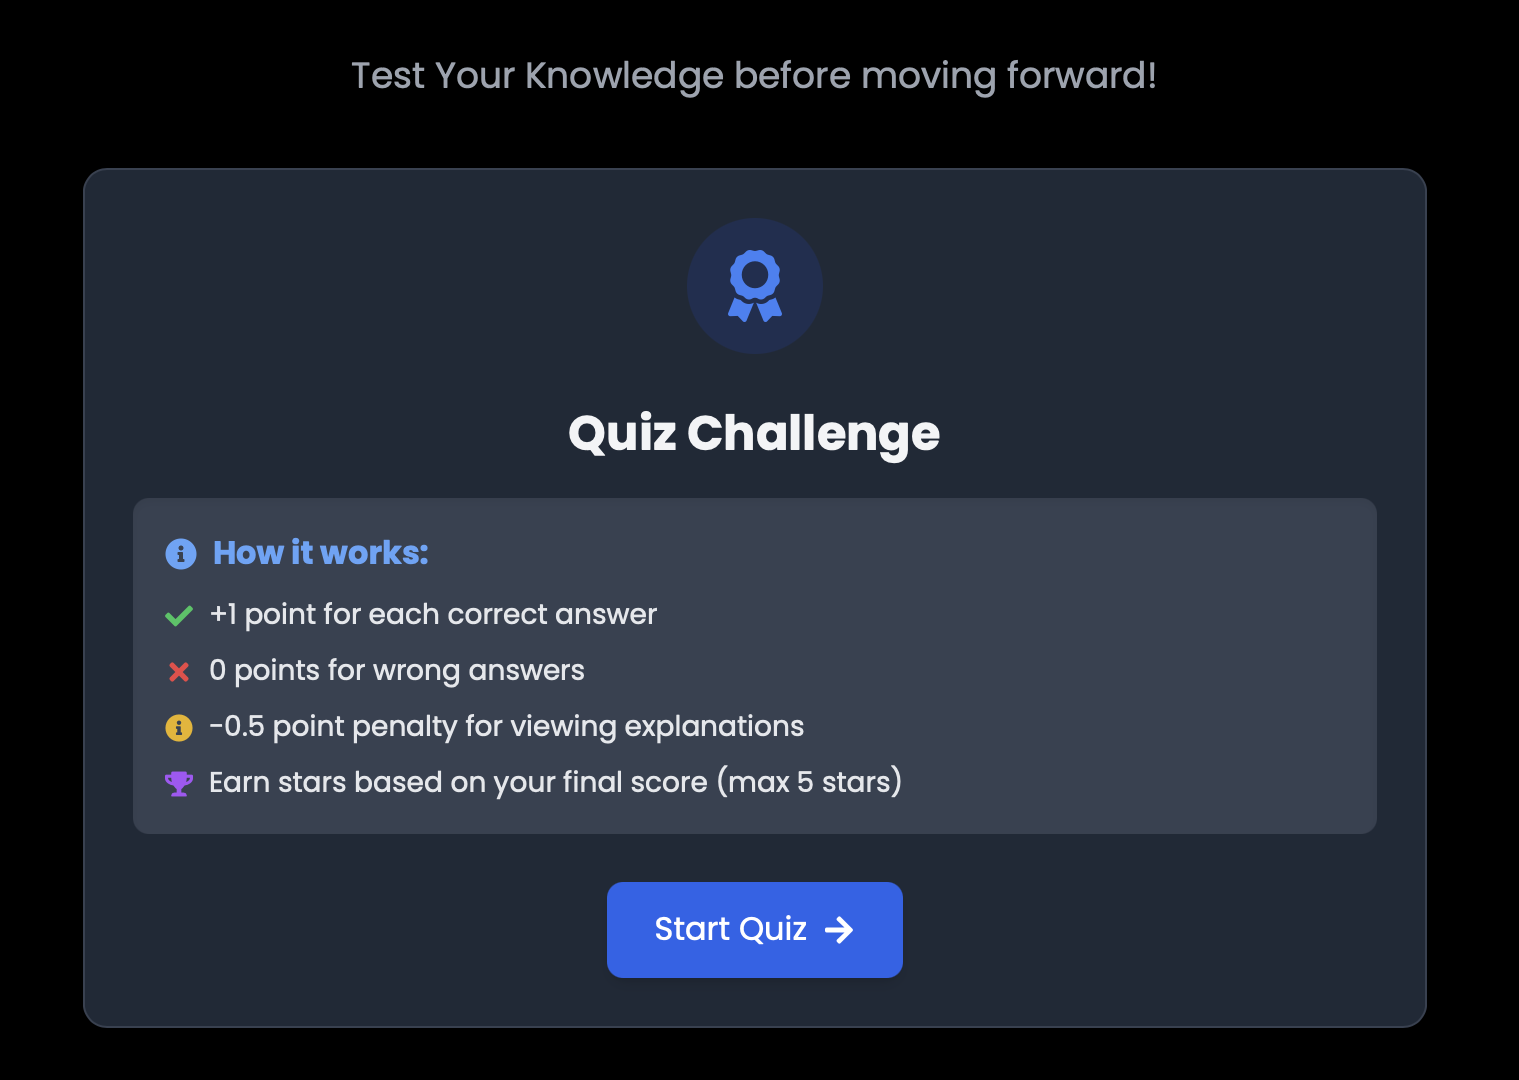 Test Your Knowledge before moving forward!
Quiz Challenge
How it works:
+1 point for each correct answer
0 points for wrong answers
-0.5 point penalty for viewing explanations
Earn stars based on your final score (max 5 stars)
Start Quiz